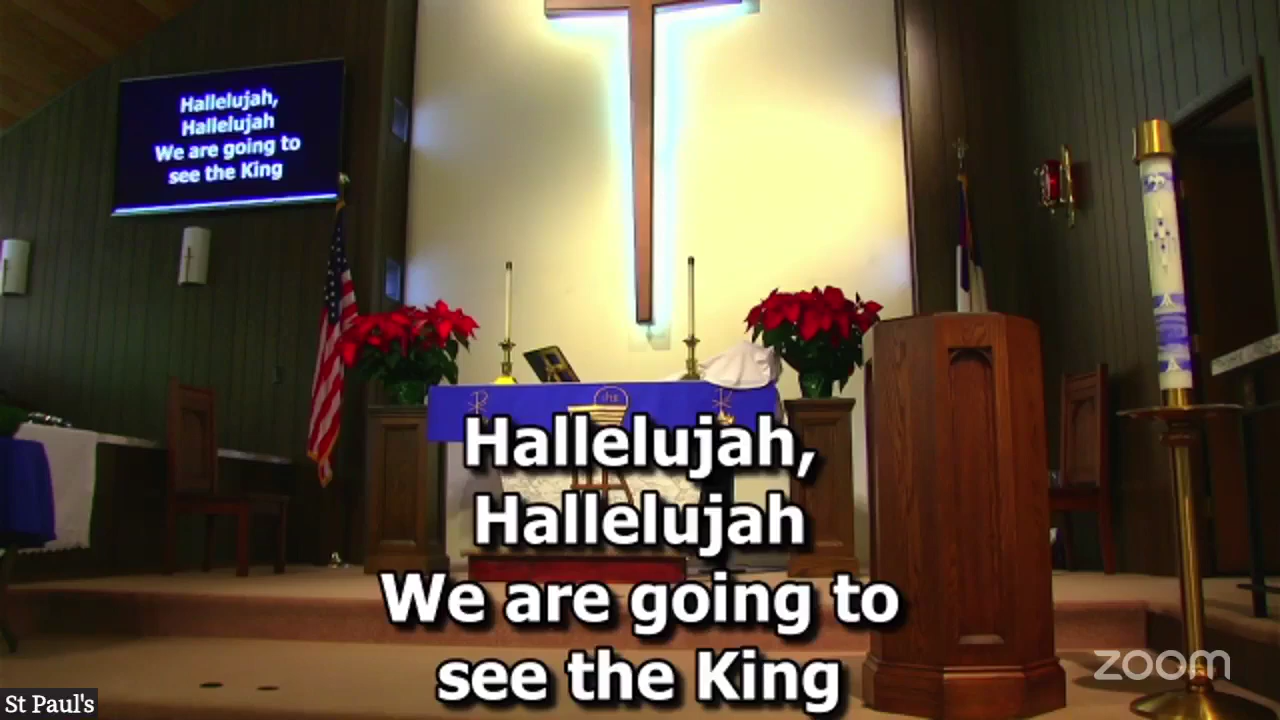 Hallelujah,
Hallelujah
We are going to
see the King
Hallelujah,
Hallelujah
We are going to
see the King
zoom
St Paul's